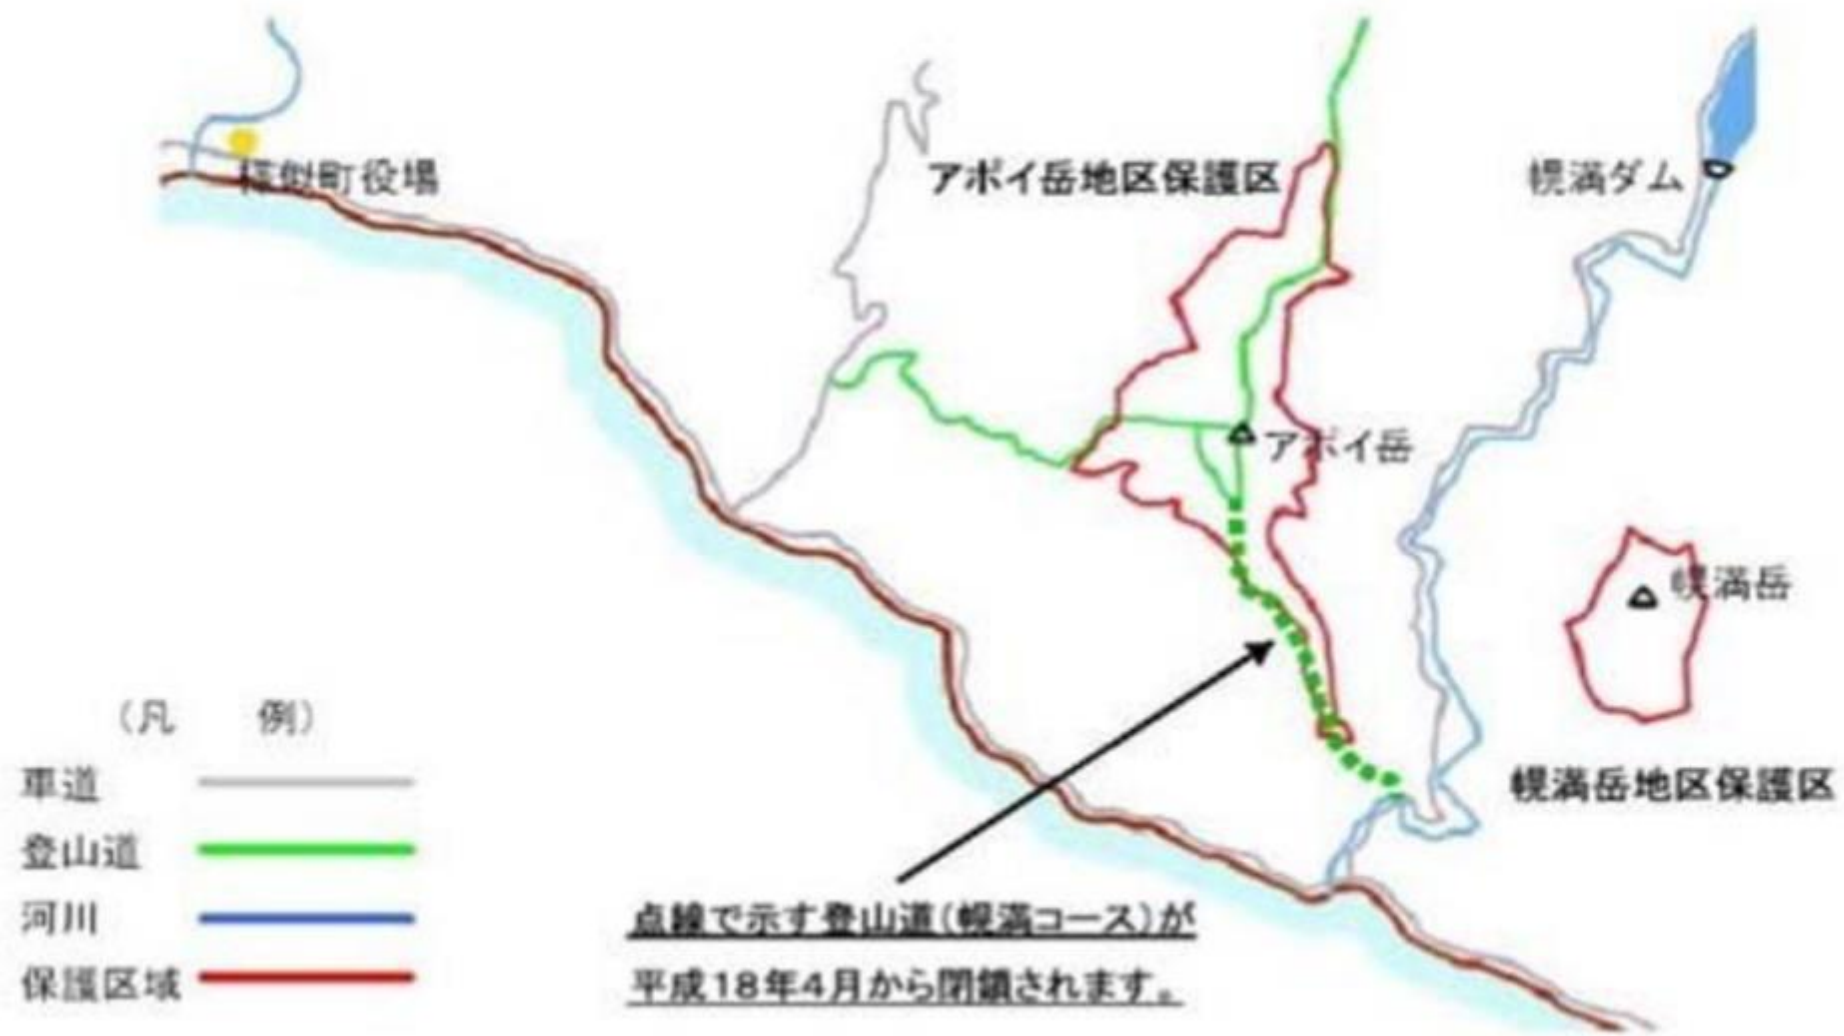 様似町役場
アポイ岳地区保護区
幌満ダム
アポイ岳
幌満岳
幌満岳地区保護区
（凡　例）
車道
登山道
河川
保護区域
点線で示す登山道（幌満コース）が
平成18年4月から閉鎖されます。